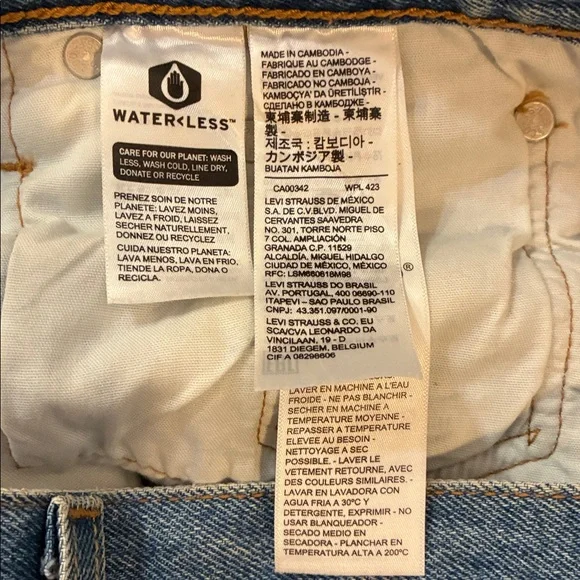 WATER<LESS™
CARE FOR OUR PLANET: WASH
LESS, WASH COLD, LINE DRY,
DONATE OR RECYCLE
PRENEZ SOIN DE NOTRE
PLANETE: LAVEZ MOINS,
LAVEZ A FROID, LAISSEZ
SECHER NATURELLEMENT,
DONNEZ OU RECYCLEZ
CUIDA NUESTRO PLANETA:
LAVA MENOS, LAVA EN FRIO,
TIENDE LA ROPA, DONA O
RECICLA.
MADE IN CAMBODIA -
FABRIQUE AU CAMBODGE -
FABRICADO EN CAMBOYA -
FABRICADO NO CAMBOJA -
KAMBOÇYA' DA ÜRETİLİŞTİR -
СДЕЛАНО В КАМБОДЖЕ -
柬埔寨制造 - 柬埔寨
製 -
제조국 : 캄보디아 -
カンボジア製 -
BUATAN KAMBOJA
CA00342 WPL 423
LEVI STRAUSS DE MÉXICO
S.A. DE C.V.BLVD. MIGUEL DE
CERVANTES SAAVEDRA
NO. 301, TORRE NORTE PISO
7 COL. AMPLIACIÓN
GRANADA C.P. 11529
ALCALDÍA, MIGUEL HIDALGO
CIUDAD DE MÉXICO, MÉXICO
RFC: LSM860618M98
LEVI STRAUSS DO BRASIL
AV. PORTUGAL, 400 06690-110
ITAPEVI – SAO PAULO BRASIL
CNPJ: 43.351.097/0001-90
LEVI STRAUSS & CO. EU
SCA/CVA LEONARDO DA
VINCILAAN, 19 - D
1831 DIEGEM, BELGIUM
CIF A 08298606
®
LAVER EN MACHINE A L'EAU
FROIDE - NE PAS BLANCHIR -
SECHER EN MACHINE A
TEMPERATURE MOYENNE -
REPASSER A TEMPERATURE
ELEVEE AU BESOIN -
NETTOYAGE A SEC
POSSIBLE. - LAVER LE
VETEMENT RETOURNE, AVEC
DES COULEURS SIMILAIRES. -
LAVAR EN LAVADORA CON
AGUA FRIA A 30ºC Y
DETERGENTE, EXPRIMIR - NO
USAR BLANQUEADOR -
SECADO MEDIO EN
SECADORA - PLANCHAR EN
TEMPERATURA ALTA A 200ºC